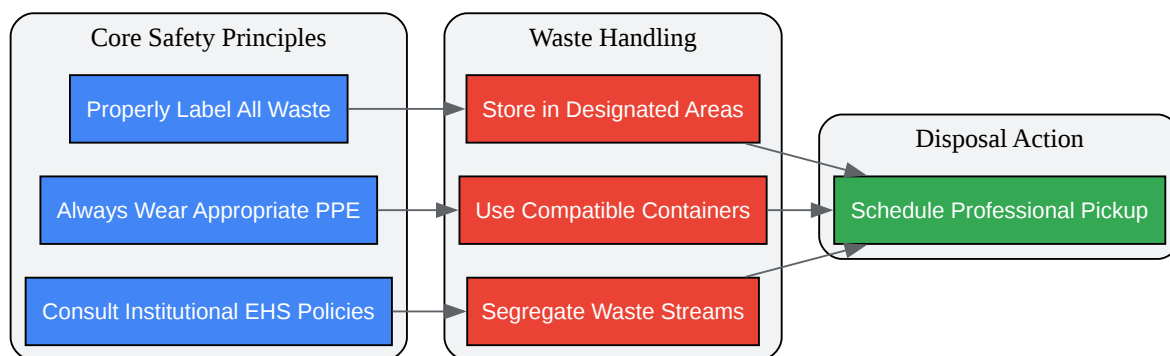 Core Safety Principles
Properly Label All Waste
Always Wear Appropriate PPE
Consult Institutional EHS Policies
Waste Handling
Store in Designated Areas
Use Compatible Containers
Segregate Waste Streams
Disposal Action
Schedule Professional Pickup